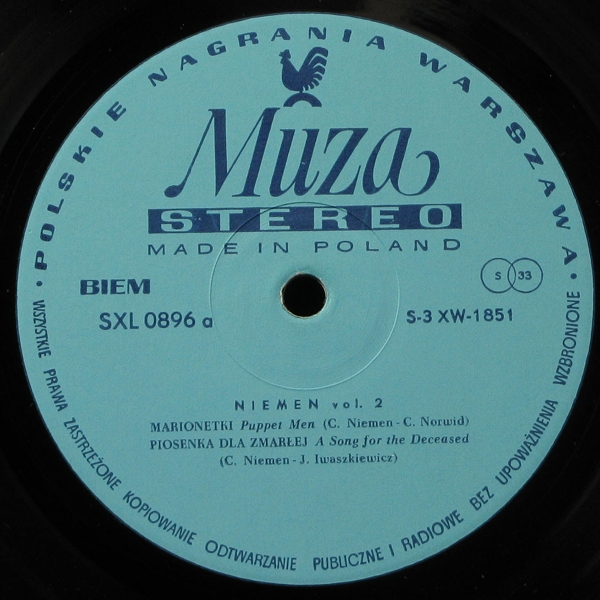 • POLSKIE NAGRANIA WARSZAWA •
Muza
STEREO
MADE IN POLAND
BIEM
S 33
SXL 0896 a
S-3 XW-1851
NIEMEN vol. 2
MARIONETKI Puppet Men (C. Niemen - C. Norwid)
PIOSENKA DLA ZMARŁEJ A Song for the Deceased
(C. Niemen - J. Iwaszkiewicz)
WSZYSTKIE PRAWA ZASTRZEŻONE KOPIOWANIE ODTWARZANIE PUBLICZNE I RADIOWE BEZ UPOWAŻNIENIA WZBRONIONE